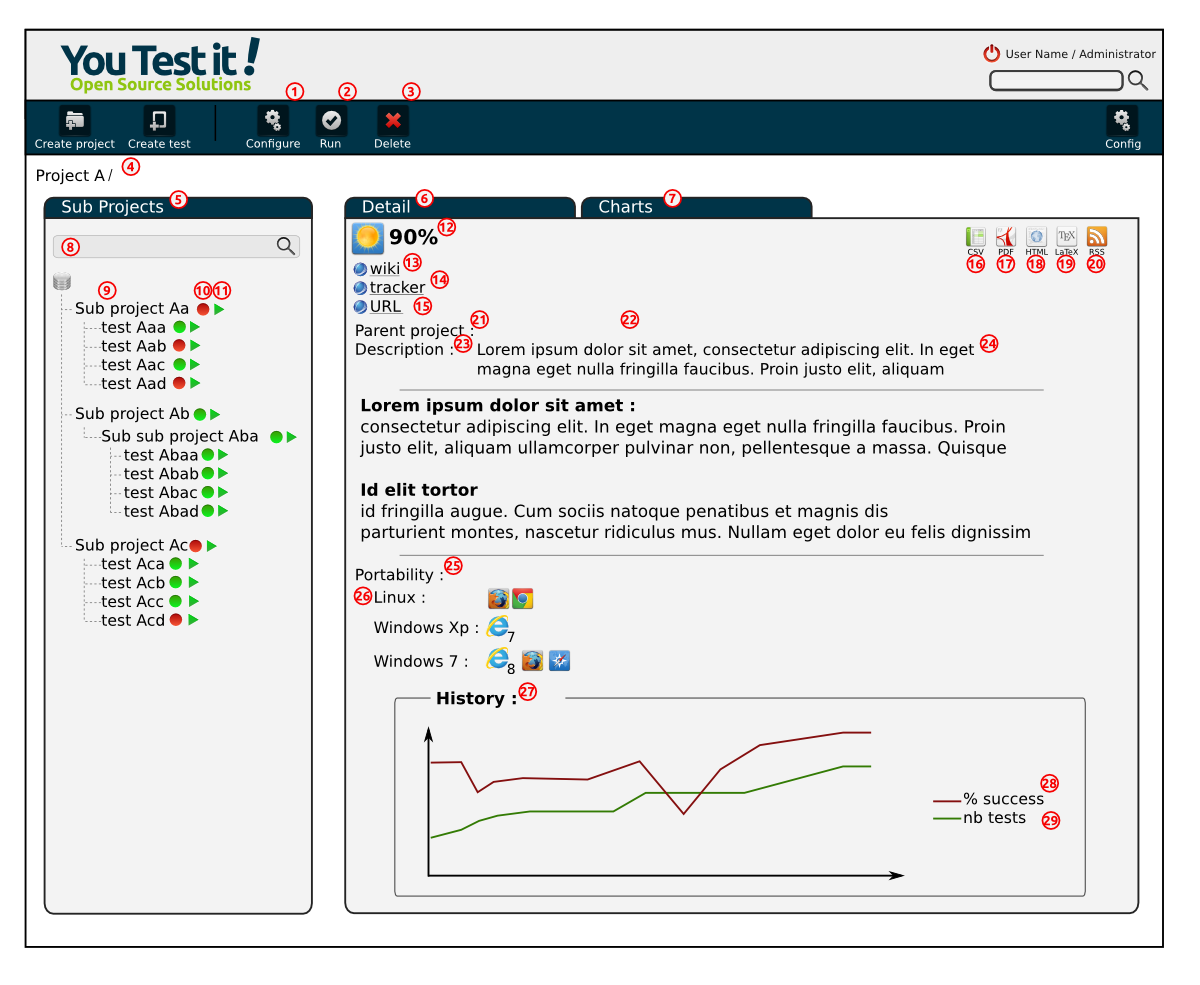 You Test it!
Open Source Solutions
User Name / Administrator
1 2 3
Create project Create test Configure Run Delete Config
Project A / 4
Sub Projects 5
8
9 10 11
Sub project Aa
test Aaa
test Aab
test Aac
test Aad
Sub project Ab
Sub sub project Aba
test Abaa
test Abab
test Abac
test Abad
Sub project Ac
test Aca
test Acb
test Acc
test Acd
Detail 6 Charts 7
90% 12
CSV PDF HTML LaTeX RSS
TEX
16 17 18 19 20
wiki 13
tracker 14
URL 15
21 22
Parent project :
Description : 23 Lorem ipsum dolor sit amet, consectetur adipiscing elit. In eget 24
magna eget nulla fringilla faucibus. Proin justo elit, aliquam
Lorem ipsum dolor sit amet :
consectetur adipiscing elit. In eget magna eget nulla fringilla faucibus. Proin
justo elit, aliquam ullamcorper pulvinar non, pellentesque a massa. Quisque
Id elit tortor
id fringilla augue. Cum sociis natoque penatibus et magnis dis
parturient montes, nascetur ridiculus mus. Nullam eget dolor eu felis dignissim
Portability : 25
26 Linux :
Windows Xp : 7
Windows 7 : 8
History : 27
28
% success
nb tests 29